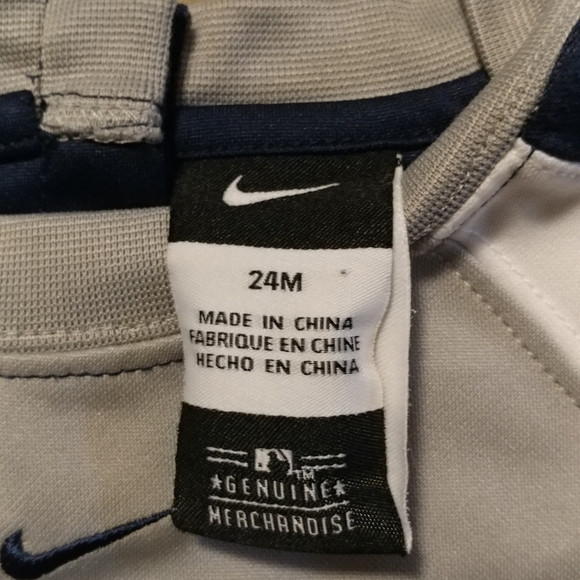 24M
MADE IN CHINA
FABRIQUE EN CHINE
HECHO EN CHINA
TM
★GENUINE★
MERCHANDISE